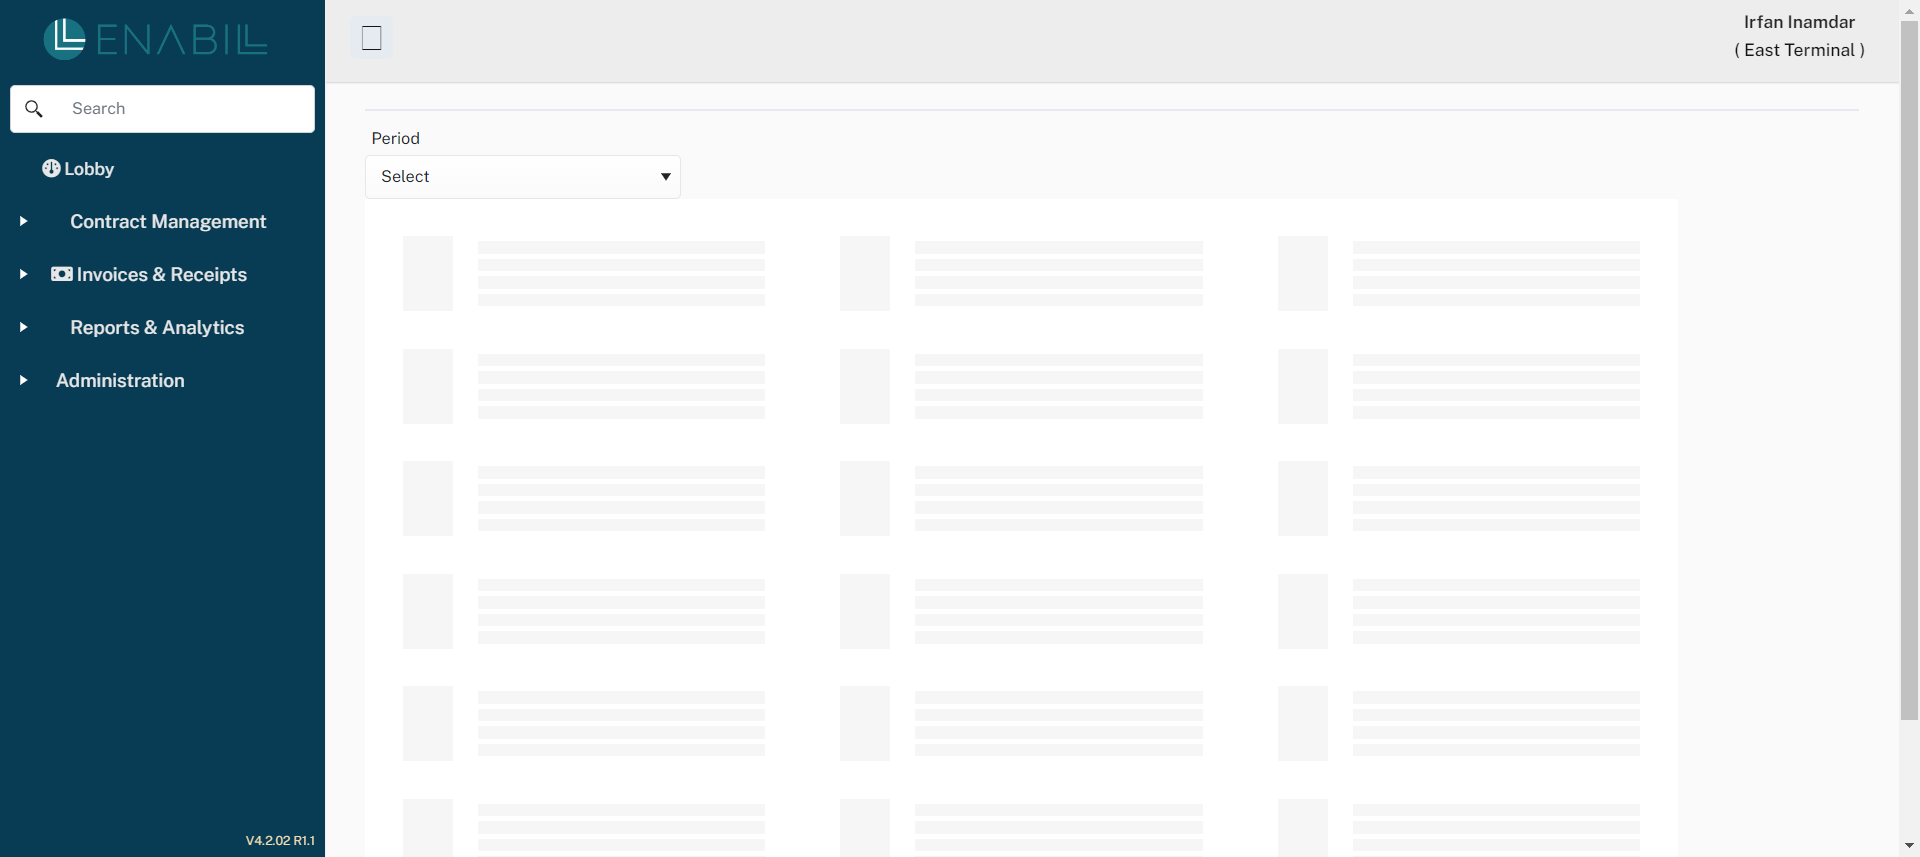 ENABILL
Search
Lobby
Contract Management
Invoices & Receipts
Reports & Analytics
Administration
V4.2.02 R1.1
Irfan Inamdar
( East Terminal )
Period
Select